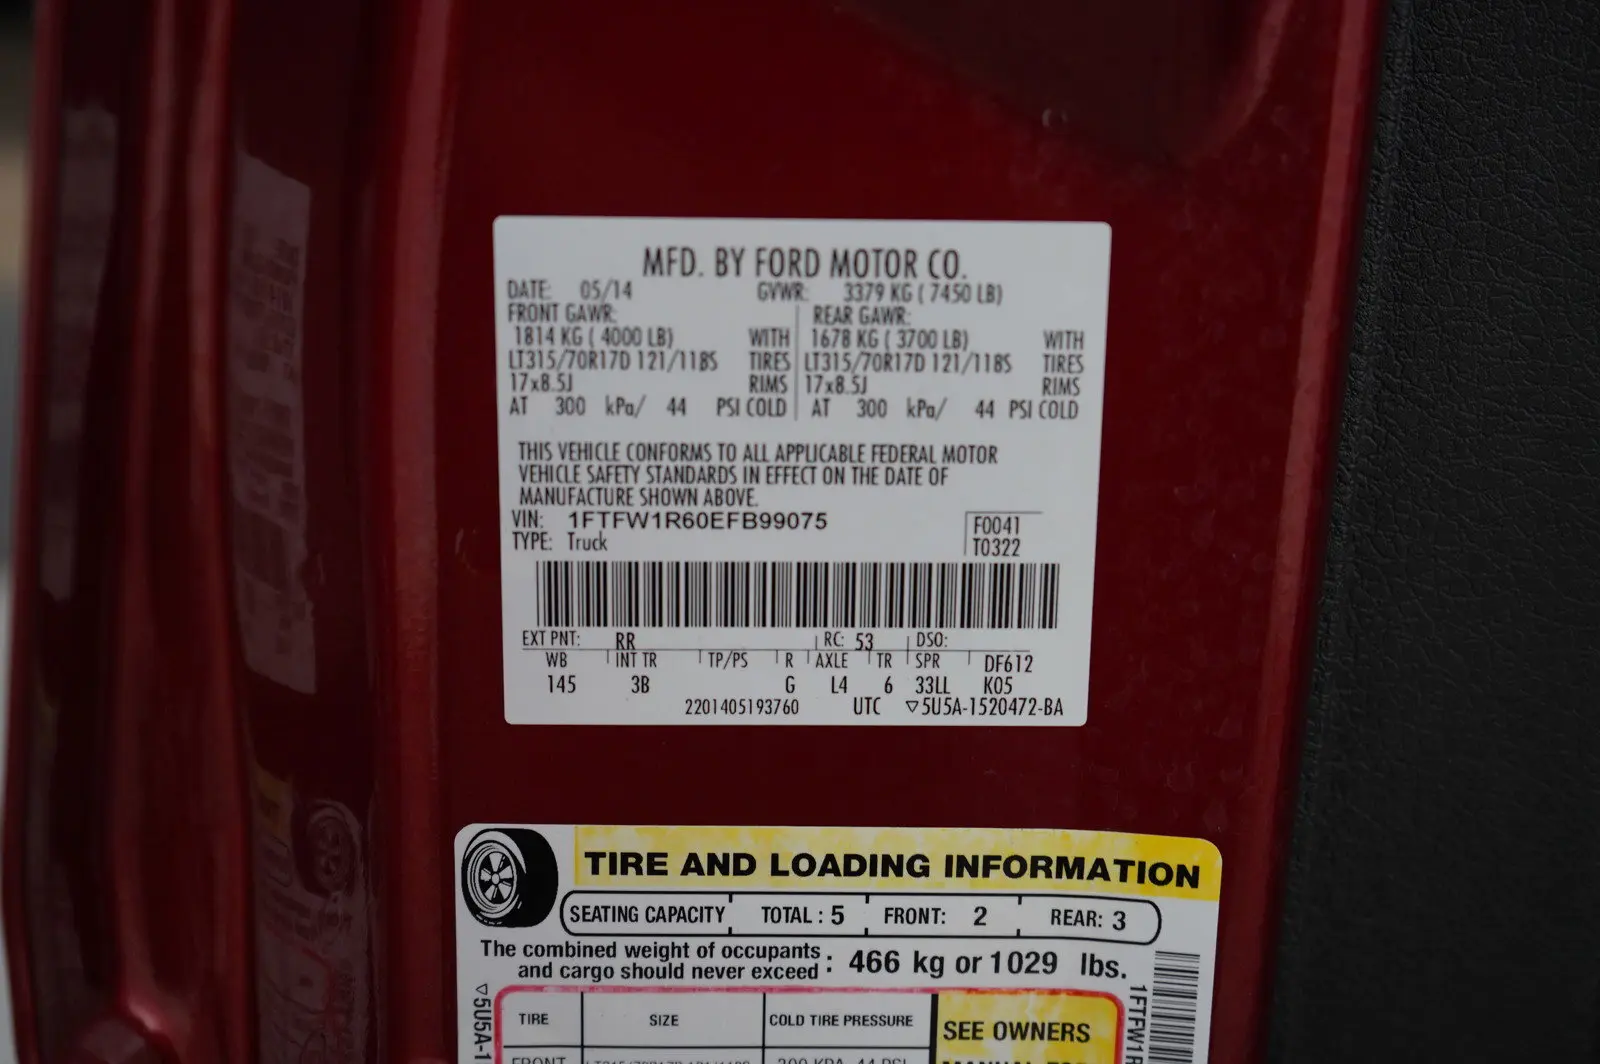 MFD. BY FORD MOTOR CO.
DATE: 05/14 GVWR: 3379 KG ( 7450 LB)
FRONT GAWR: REAR GAWR:
1814 KG ( 4000 LB) WITH 1678 KG ( 3700 LB) WITH
LT315/70R17D 121/118S TIRES LT315/70R17D 121/118S TIRES
17x8.5J RIMS 17x8.5J RIMS
AT 300 kPa/ 44 PSI COLD AT 300 kPa/ 44 PSI COLD
THIS VEHICLE CONFORMS TO ALL APPLICABLE FEDERAL MOTOR
VEHICLE SAFETY STANDARDS IN EFFECT ON THE DATE OF
MANUFACTURE SHOWN ABOVE.
VIN: 1FTFW1R60EFB99075 F0041
TYPE: Truck T0322
EXT PNT: RR RC: 53 DSO:
WB INT TR TP/PS R AXLE TR SPR DF612
145 3B G L4 6 33LL K05
2201405193760 UTC ▽5U5A-1520472-BA
TIRE AND LOADING INFORMATION
SEATING CAPACITY TOTAL : 5 FRONT: 2 REAR: 3
The combined weight of occupants
and cargo should never exceed : 466 kg or 1029 lbs.
▽5U5A-1
1FTFW1R
TIRE SIZE COLD TIRE PRESSURE SEE OWNERS